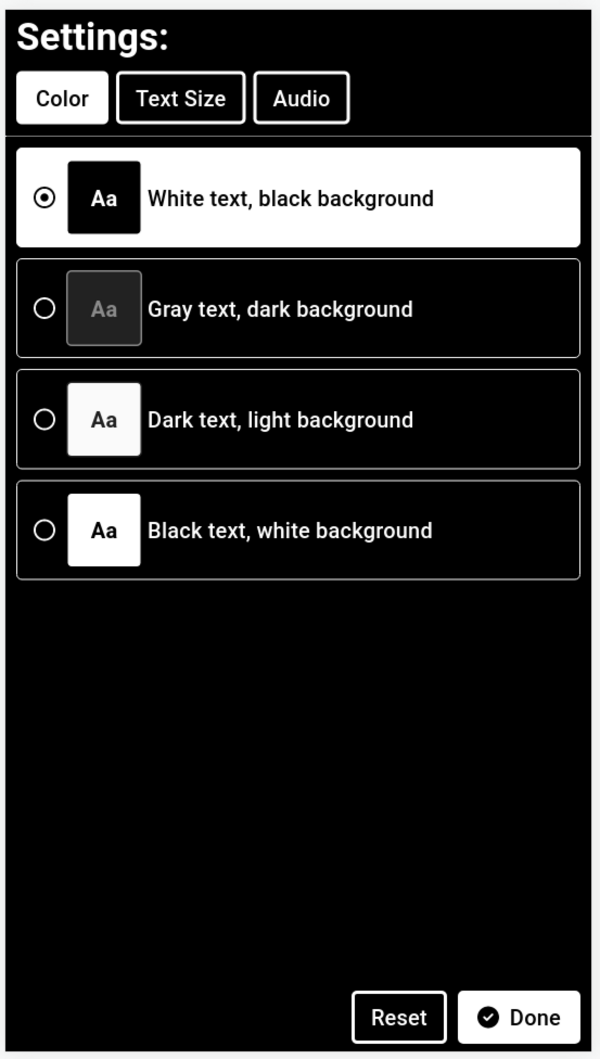 Settings:
Color Text Size Audio
Aa White text, black background
Aa Gray text, dark background
Aa Dark text, light background
Aa Black text, white background
Reset Done